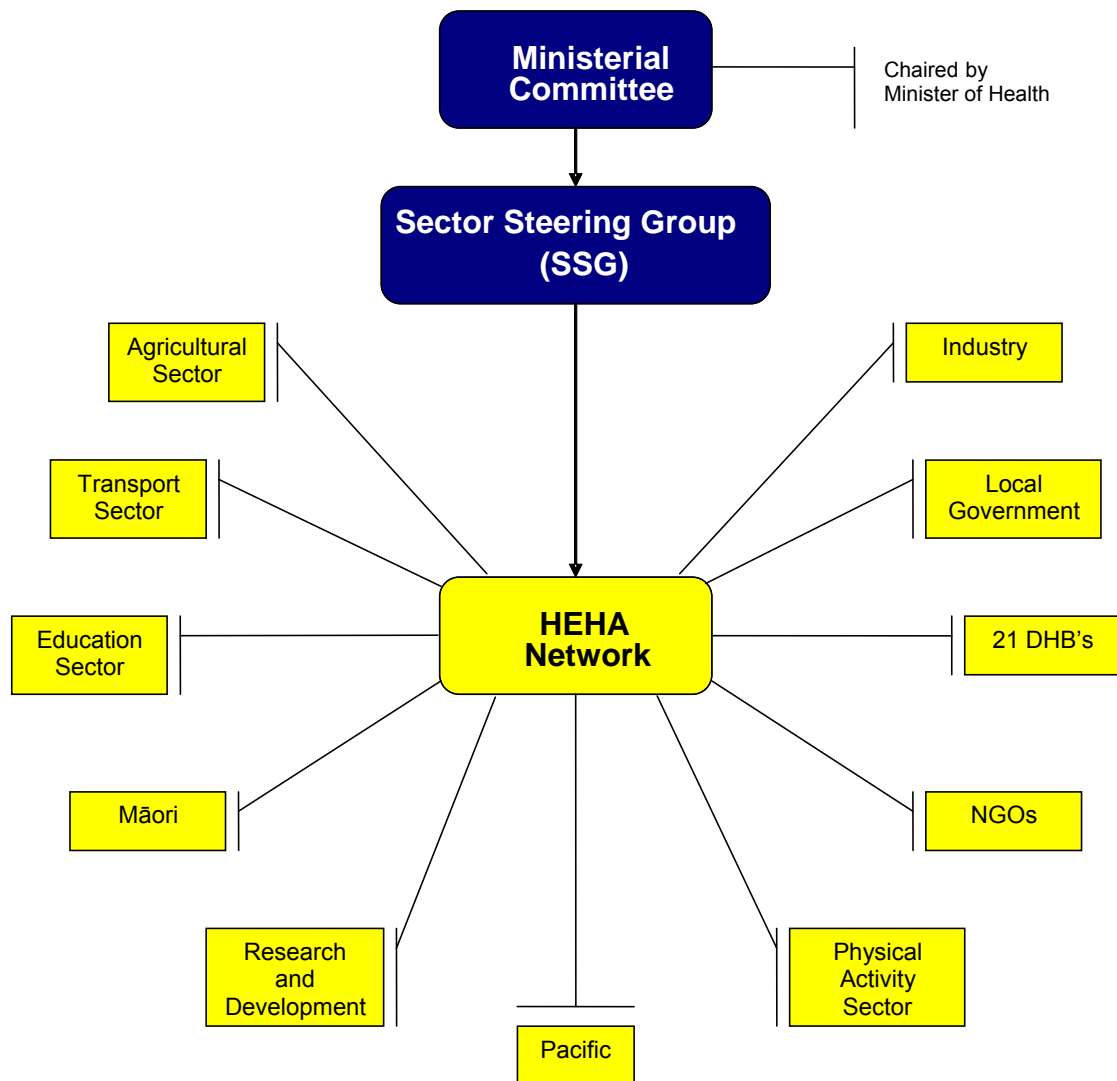 Ministerial
Committee
Chaired by
Minister of Health
Sector Steering Group
(SSG)
Agricultural
Sector
Industry
Transport
Sector
Local
Government
Education
Sector
HEHA
Network
21 DHB's
Māori
NGOs
Research
and
Development
Physical
Activity
Sector
Pacific